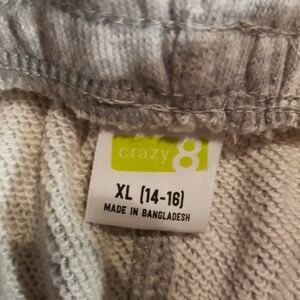 crazy 8
XL (14-16)
MADE IN BANGLADESH